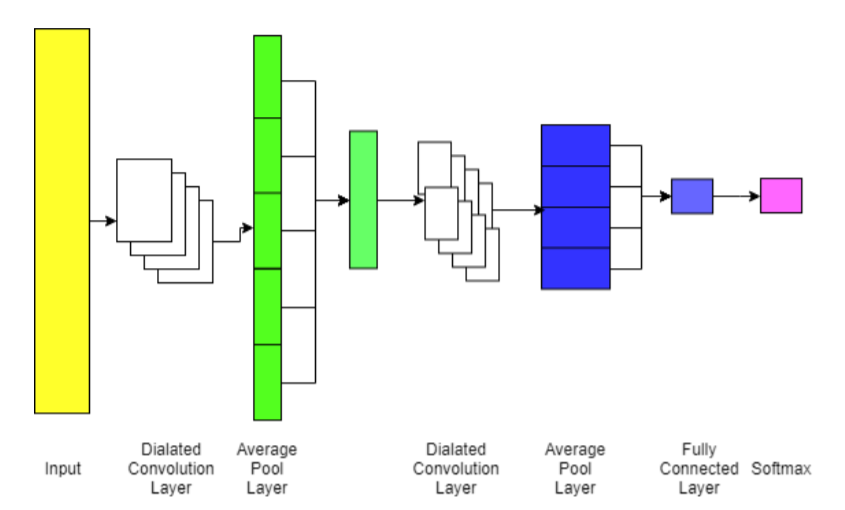 Input
Dialated
Convolution
Layer
Average
Pool
Layer
Dialated
Convolution
Layer
Average
Pool
Layer
Fully
Connected
Layer
Softmax